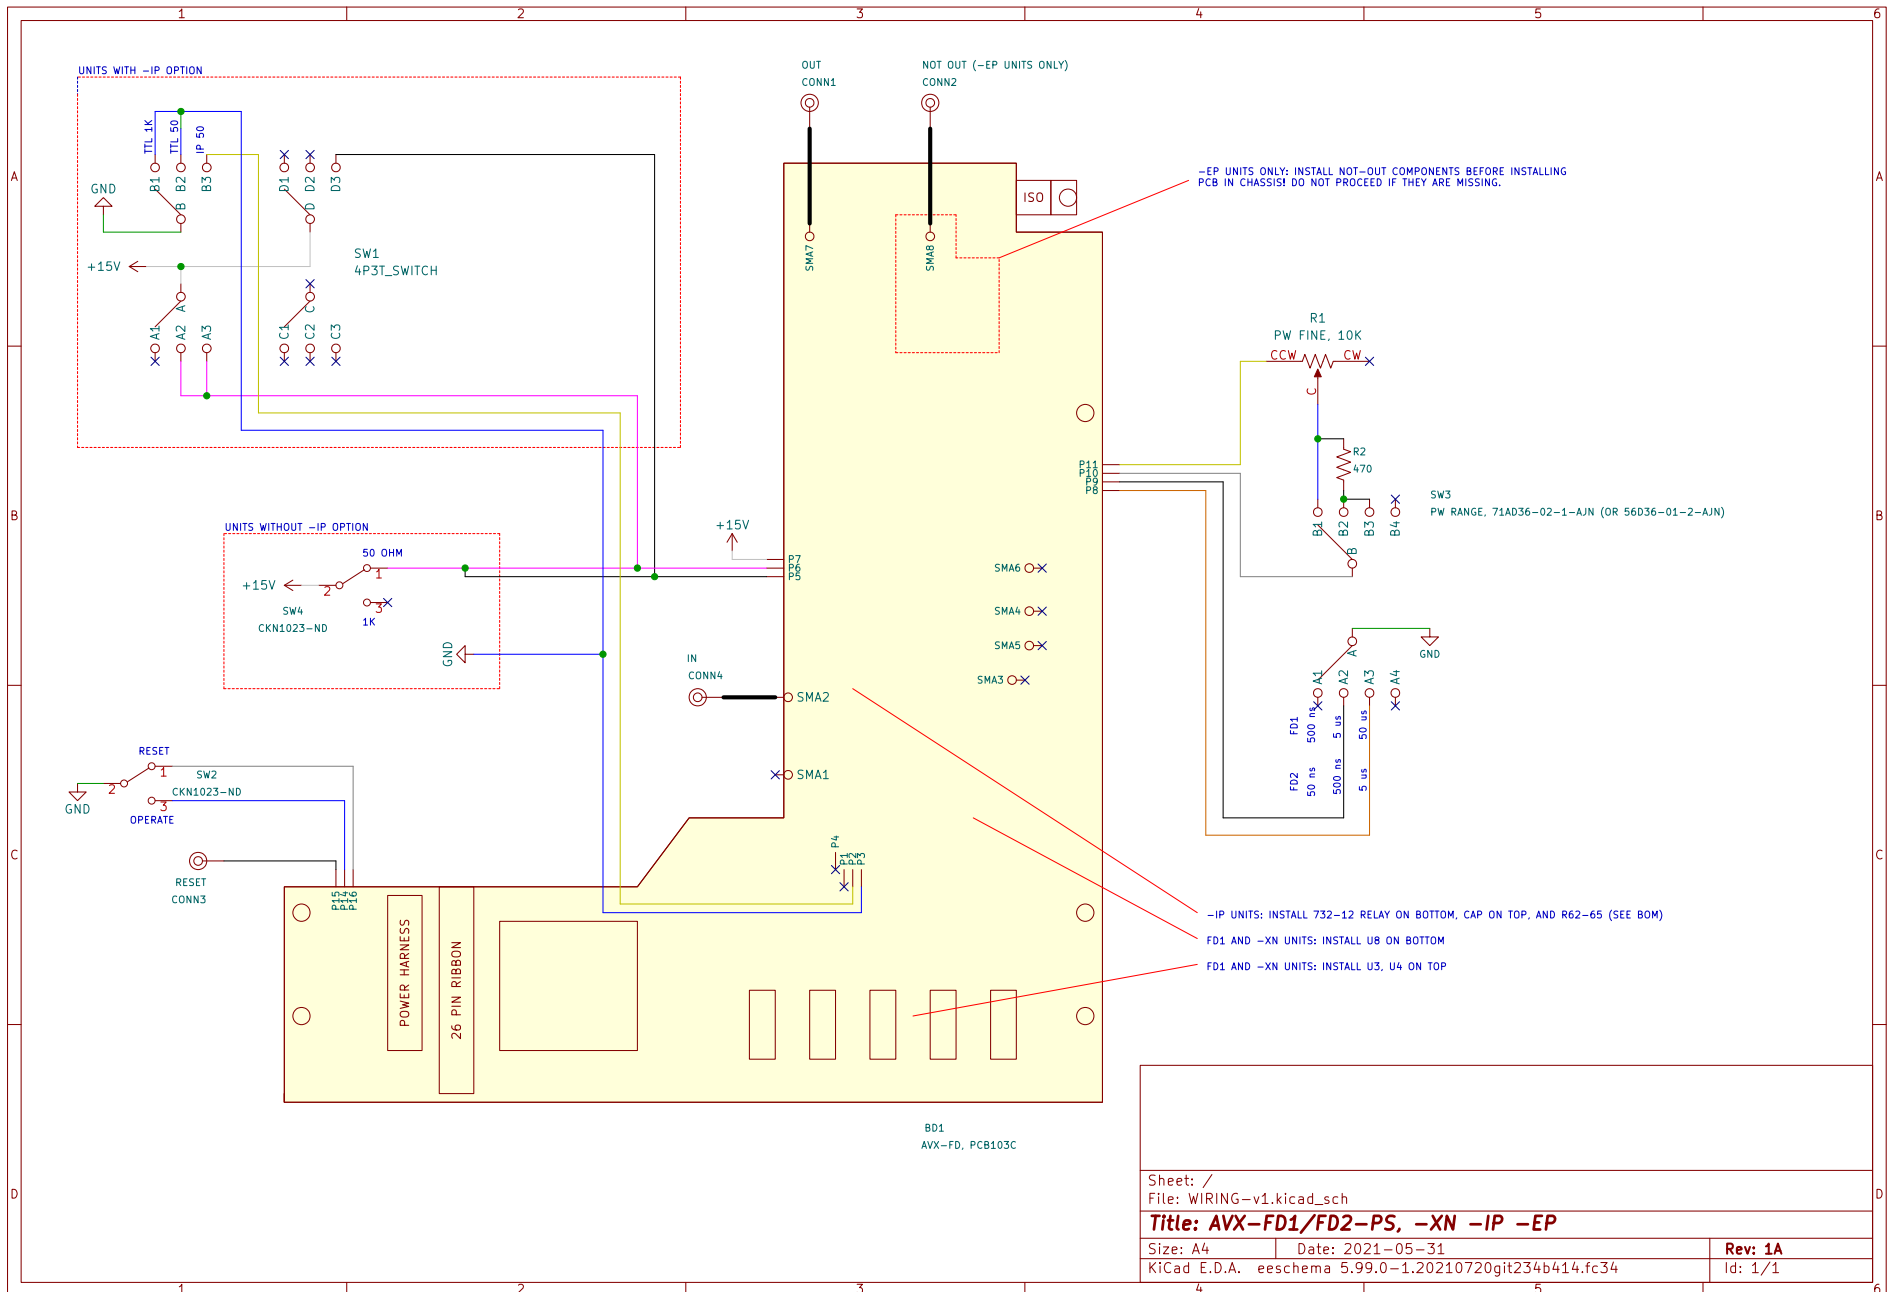 1 2 3 4 5 6
UNITS WITH -IP OPTION
TTL 1K
TTL 50
IP 50
B1
B2
B3
D1
D2
D3
GND
B
D
+15V
SW1
4P3T_SWITCH
A
C
A1
A2
A3
C1
C2
C3
OUT
CONN1
NOT OUT (-EP UNITS ONLY)
CONN2
SMA7
SMA8
ISO
-EP UNITS ONLY: INSTALL NOT-OUT COMPONENTS BEFORE INSTALLING
PCB IN CHASSIS! DO NOT PROCEED IF THEY ARE MISSING.
A
A
R1
PW FINE, 10K
CCW
CW
C
R2
470
P11
P10
P9
P8
SW3
PW RANGE, 71AD36-02-1-AJN (OR 56D36-01-2-AJN)
B1
B2
B3
B4
B
B
B
UNITS WITHOUT -IP OPTION
50 OHM
+15V
1
2
3
SW4
CKN1023-ND
1K
GND
+15V
P7
P6
P5
SMA6
SMA4
SMA5
SMA3
IN
CONN4
SMA2
SMA1
A
GND
A1
A2
A3
A4
FD1
500 ns
5 us
50 us
FD2
50 ns
500 ns
5 us
RESET
1
2
3
SW2
CKN1023-ND
GND
OPERATE
RESET
CONN3
P15
P14
P16
P4
P1
P2
P3
C
C
POWER HARNESS
26 PIN RIBBON
-IP UNITS: INSTALL 732-12 RELAY ON BOTTOM, CAP ON TOP, AND R62-65 (SEE BOM)
FD1 AND -XN UNITS: INSTALL U8 ON BOTTOM
FD1 AND -XN UNITS: INSTALL U3, U4 ON TOP
BD1
AVX-FD, PCB103C
D
D
Sheet: /
File: WIRING-v1.kicad_sch
Title: AVX-FD1/FD2-PS, -XN -IP -EP
Size: A4 Date: 2021-05-31 Rev: 1A
KiCad E.D.A. eeschema 5.99.0-1.20210720git234b414.fc34 Id: 1/1
1 2 3 4 5 6